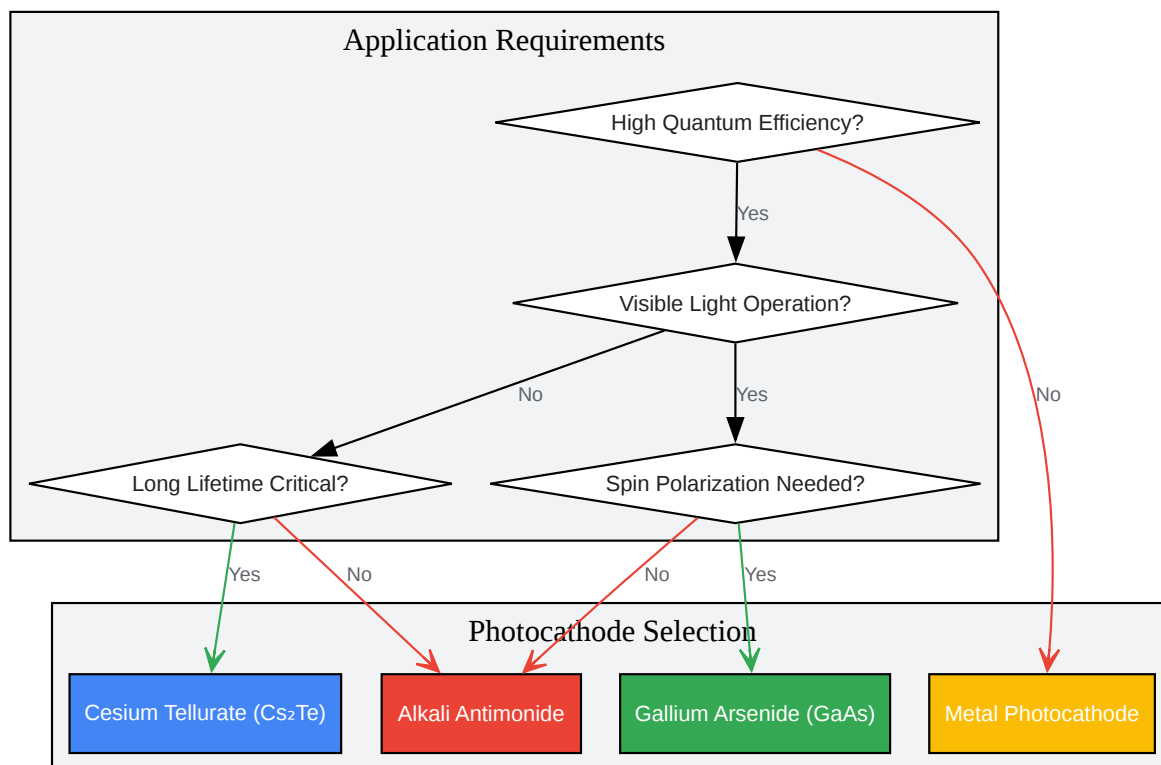 Application Requirements
High Quantum Efficiency?
Yes
Visible Light Operation?
No
Yes
No
Long Lifetime Critical?
Spin Polarization Needed?
Yes
No
No
Yes
Photocathode Selection
Cesium Tellurate (Cs₂Te)
Alkali Antimonide
Gallium Arsenide (GaAs)
Metal Photocathode